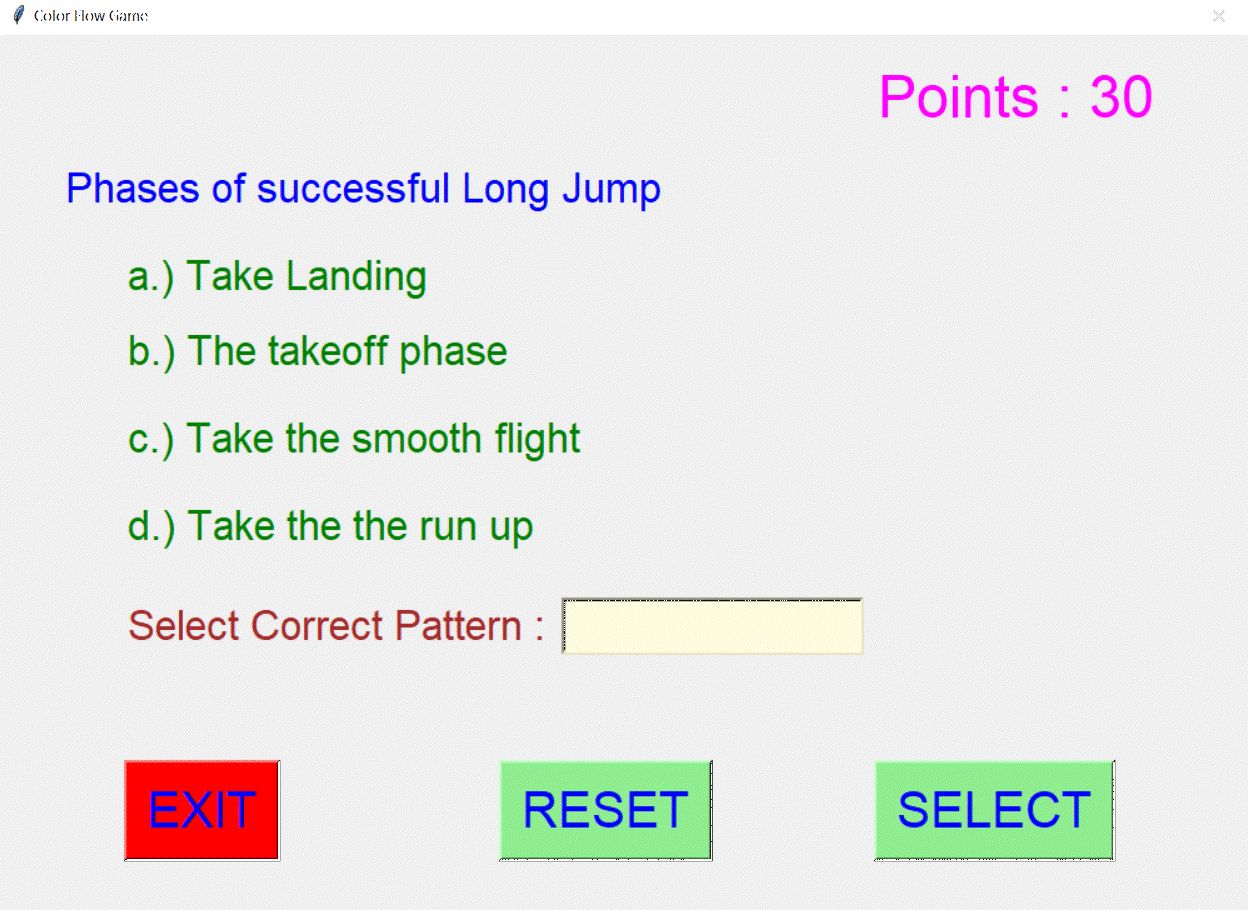 Color Flow Game
Points : 30
Phases of successful Long Jump
a.) Take Landing
b.) The takeoff phase
c.) Take the smooth flight
d.) Take the the run up
Select Correct Pattern :
EXIT RESET SELECT